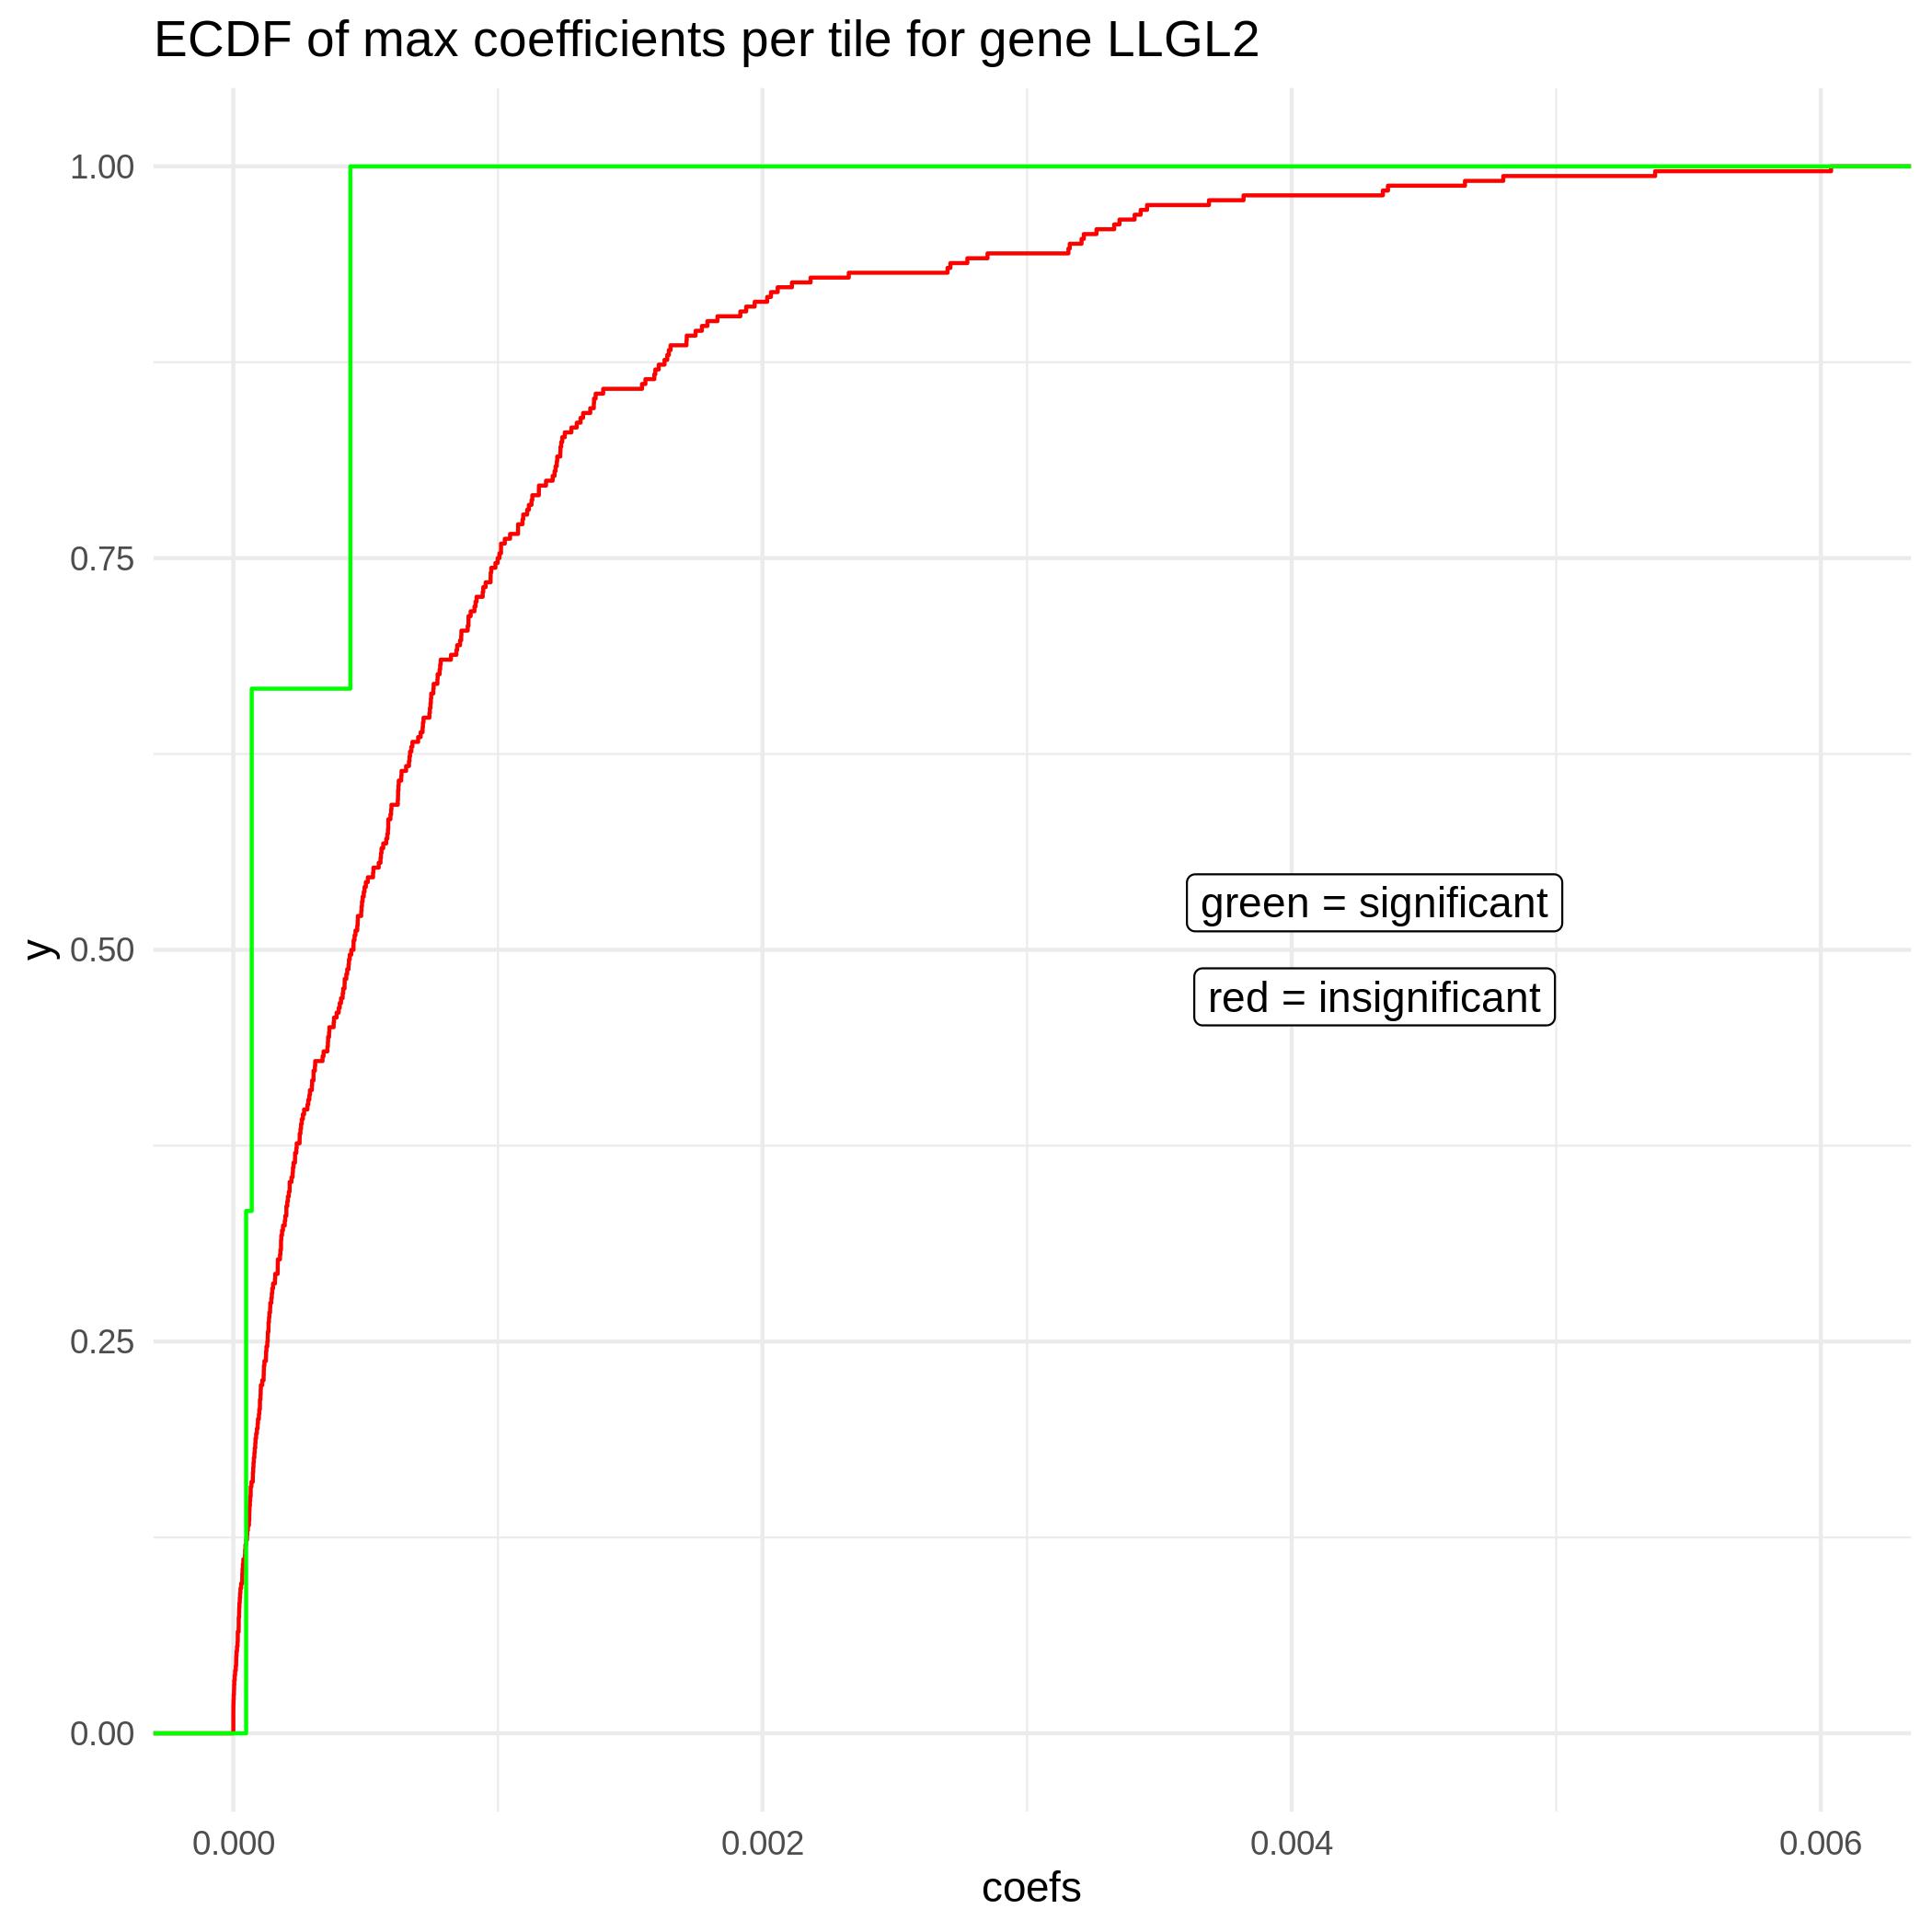 ECDF of max coefficients per tile for gene LLGL2
1.00
0.75
0.50
0.25
0.00
y
green = significant
red = insignificant
0.000 0.002 0.004 0.006
coefs